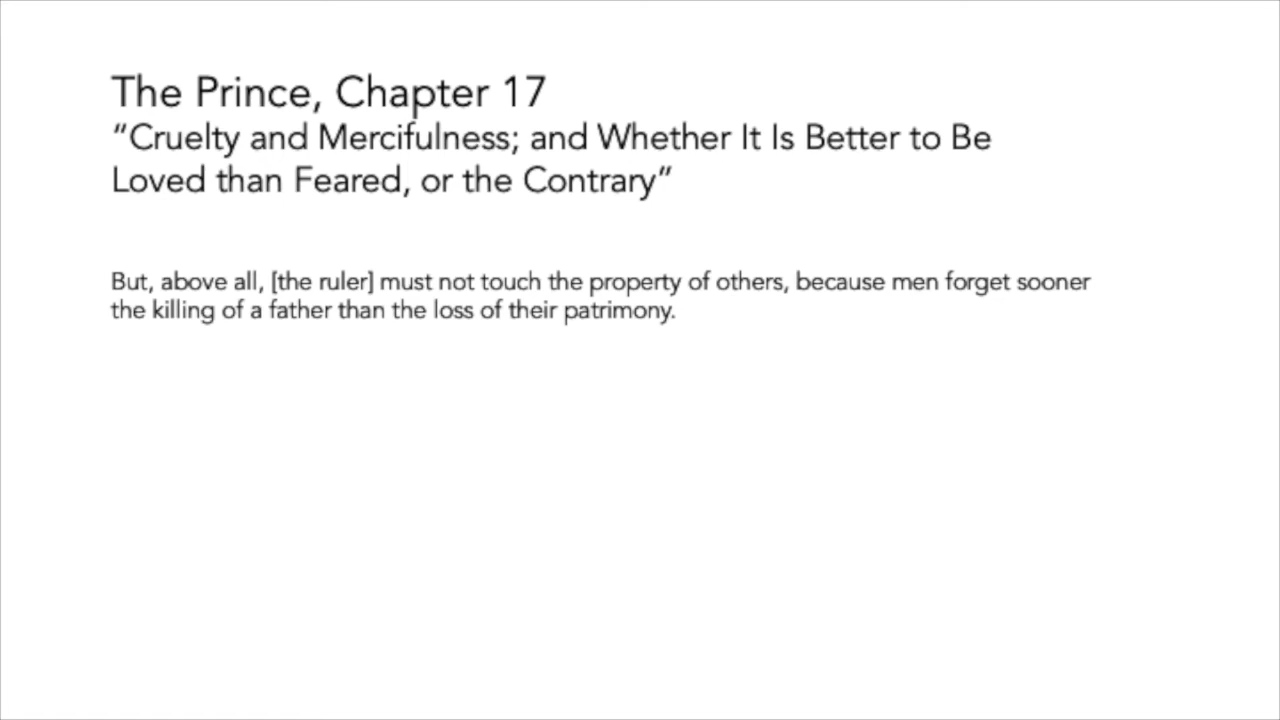 The Prince, Chapter 17
“Cruelty and Mercifulness; and Whether It Is Better to Be
Loved than Feared, or the Contrary”
But, above all, [the ruler] must not touch the property of others, because men forget sooner
the killing of a father than the loss of their patrimony.